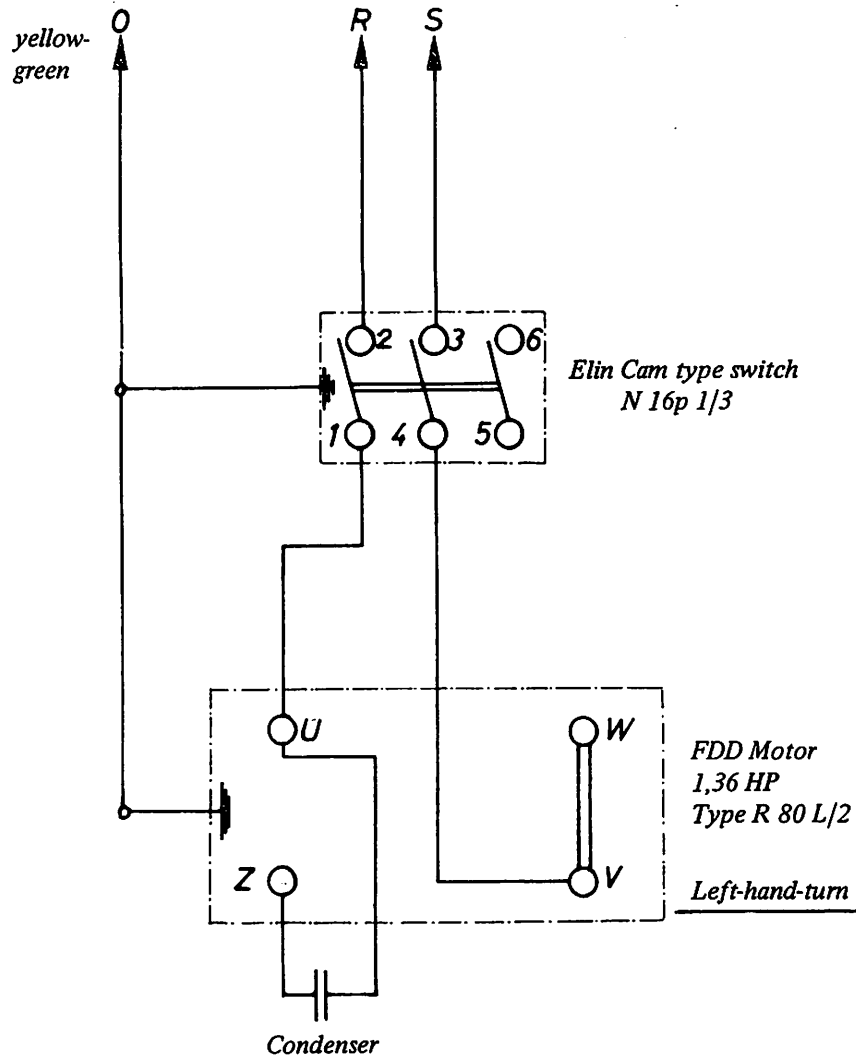 O
R
S
yellow-
green
2
3
6
Elin Cam type switch
N 16p 1/3
1
4
5
U
W
FDD Motor
1,36 HP
Type R 80 L/2
Z
V
Left-hand-turn
Condenser